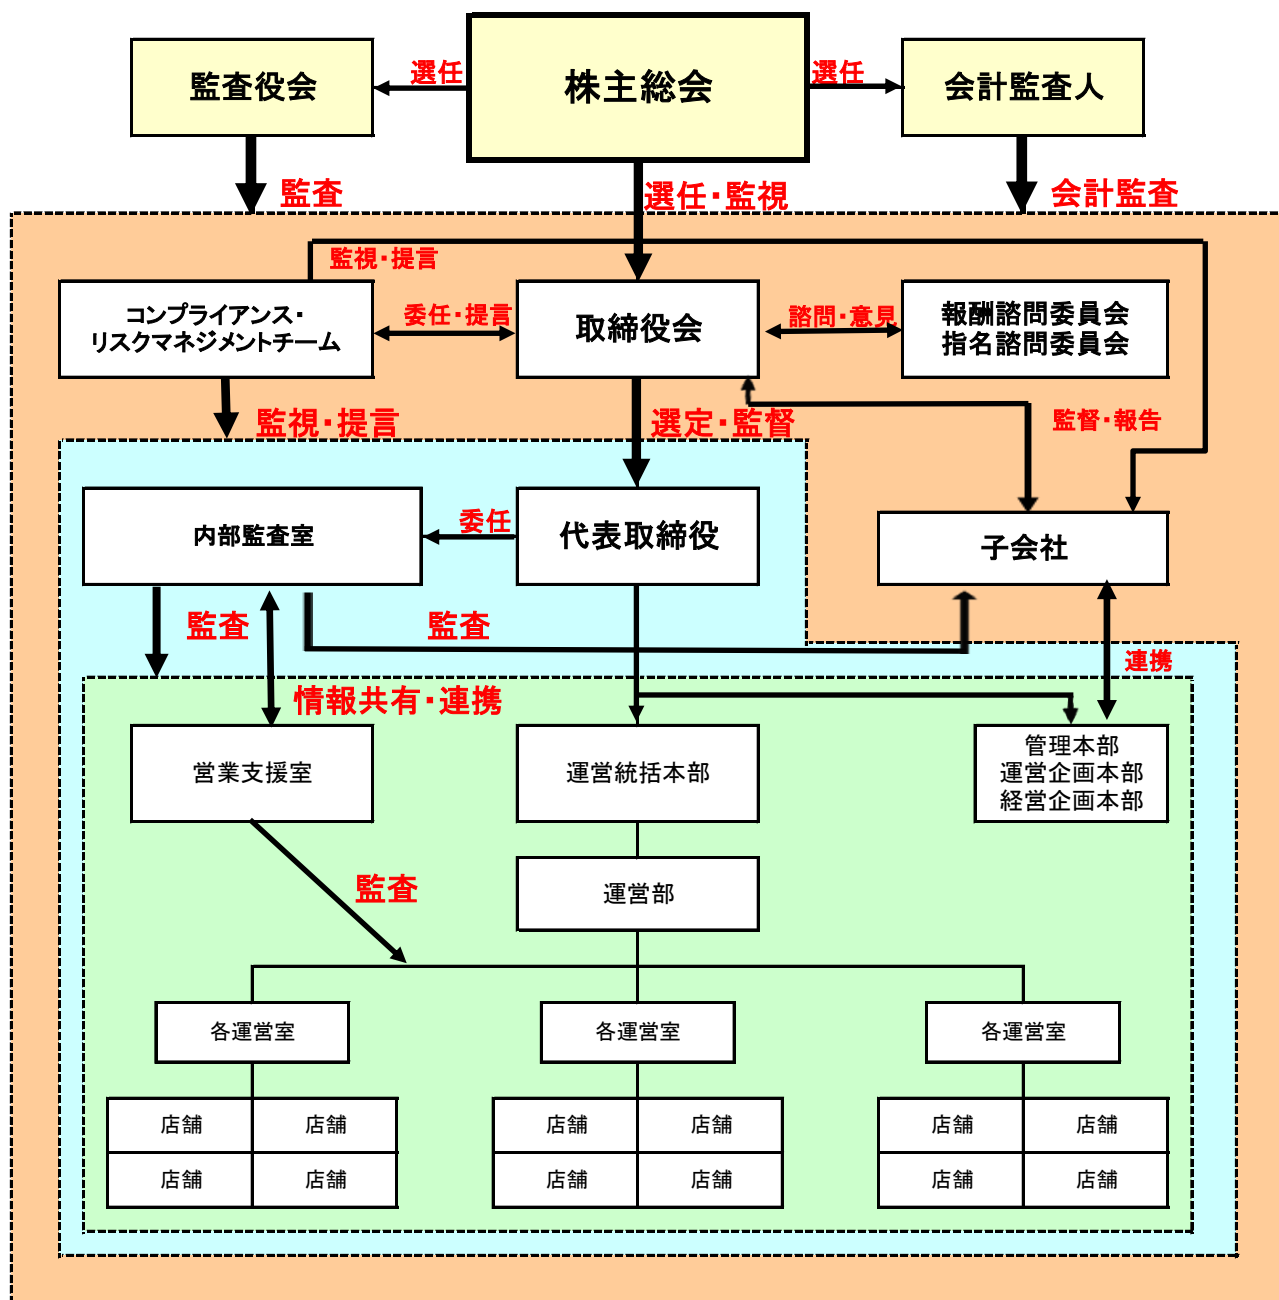 株主総会
監査役会
選任
選任
会計監査人
監査
選任・監視
会計監査
監視・提言
コンプライアンス・
リスクマネジメントチーム
委任・提言
取締役会
諮問・意見
報酬諮問委員会
指名諮問委員会
監視・提言
選定・監督
監督・報告
内部監査室
委任
代表取締役
子会社
監査
監査
連携
情報共有・連携
営業支援室
運営統括本部
管理本部
運営企画本部
経営企画本部
監査
運営部
各運営室
各運営室
各運営室
店舗
店舗
店舗
店舗
店舗
店舗
店舗
店舗
店舗
店舗
店舗
店舗